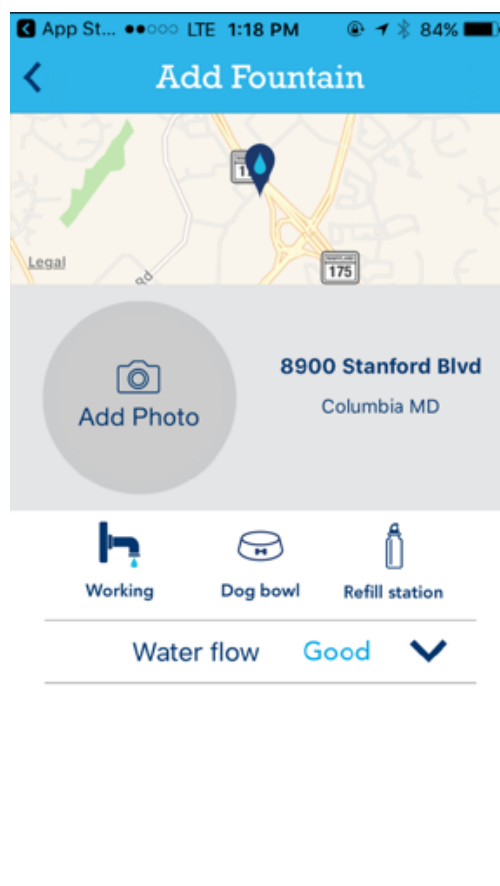 App St... LTE 1:18 PM 84%
Add Fountain
Legal
175
8900 Stanford Blvd
Columbia MD
Add Photo
Working Dog bowl Refill station
Water flow Good